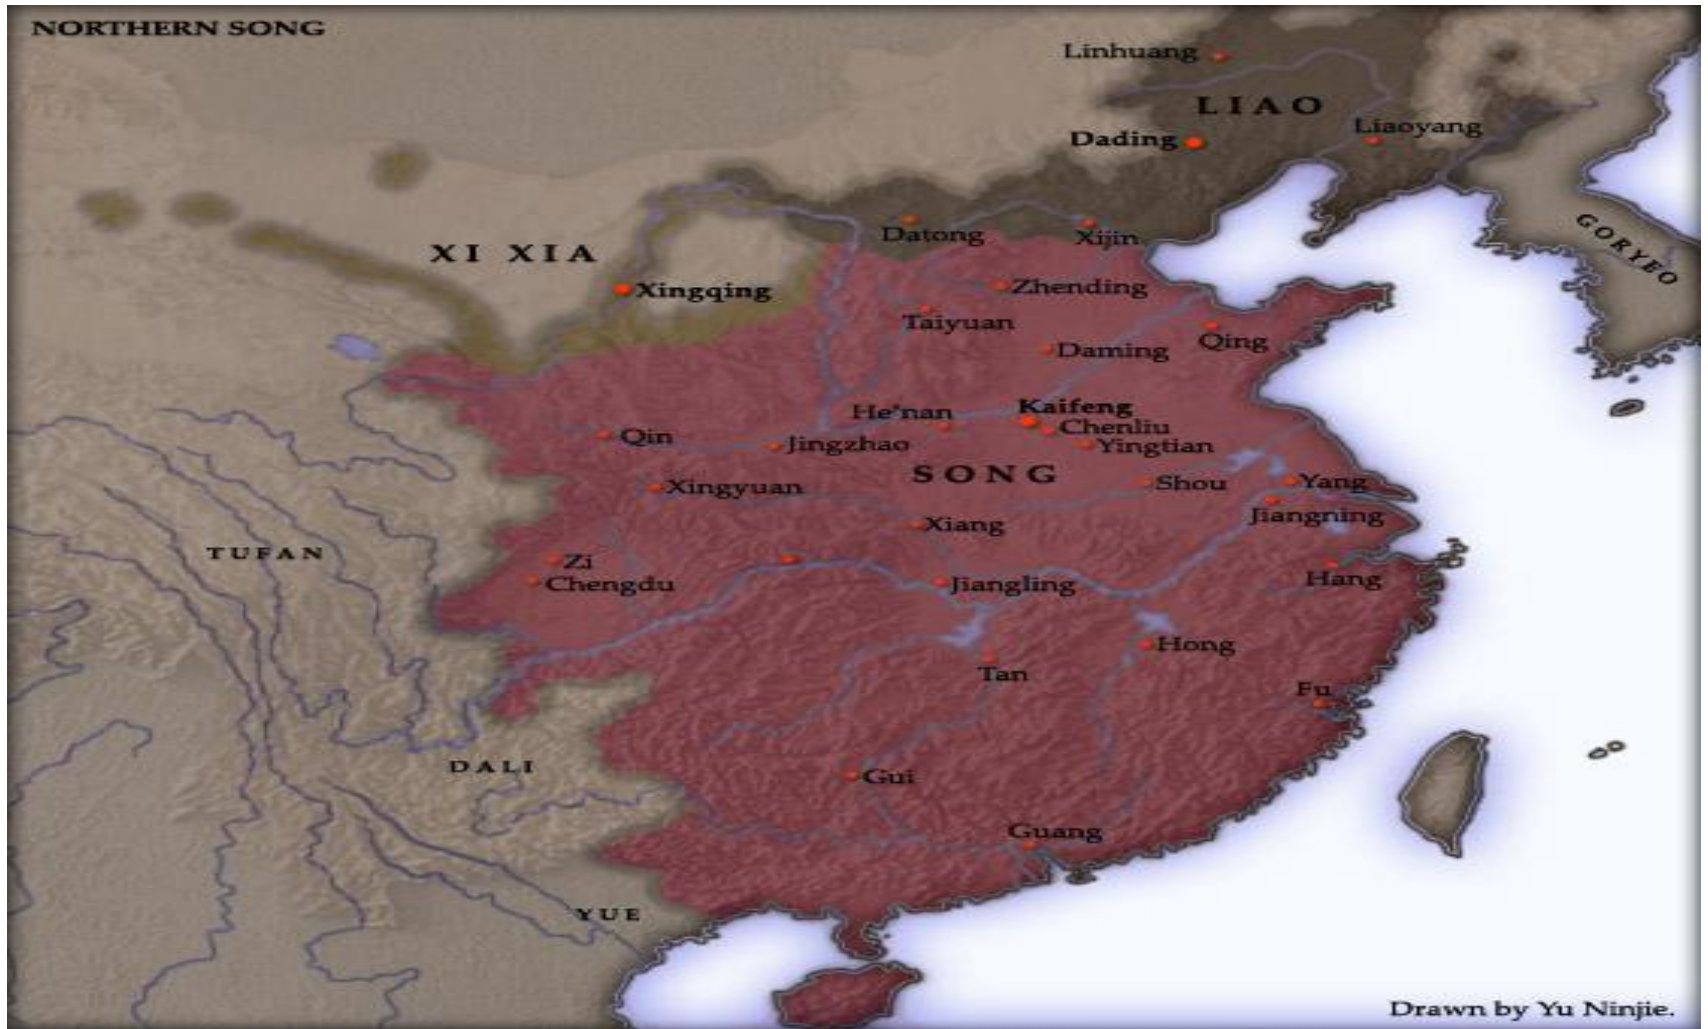 NORTHERN SONG
Linhuang
LIAO
Dading
Liaoyang
Datong
Xijin
GORYEO
XI XIA
Xingqing
Zhending
Taiyuan
Qing
Daming
He'nan
Kaifeng
Chenliu
Qin
Jingzhao
Yingtian
SONG
Xingyuan
Shou
Yang
Jiangning
Xiang
TUFAN
Zi
Chengdu
Jiangling
Hang
Hong
Tan
Fu
DALI
Gui
Guang
YUE
Drawn by Yu Ninjie.